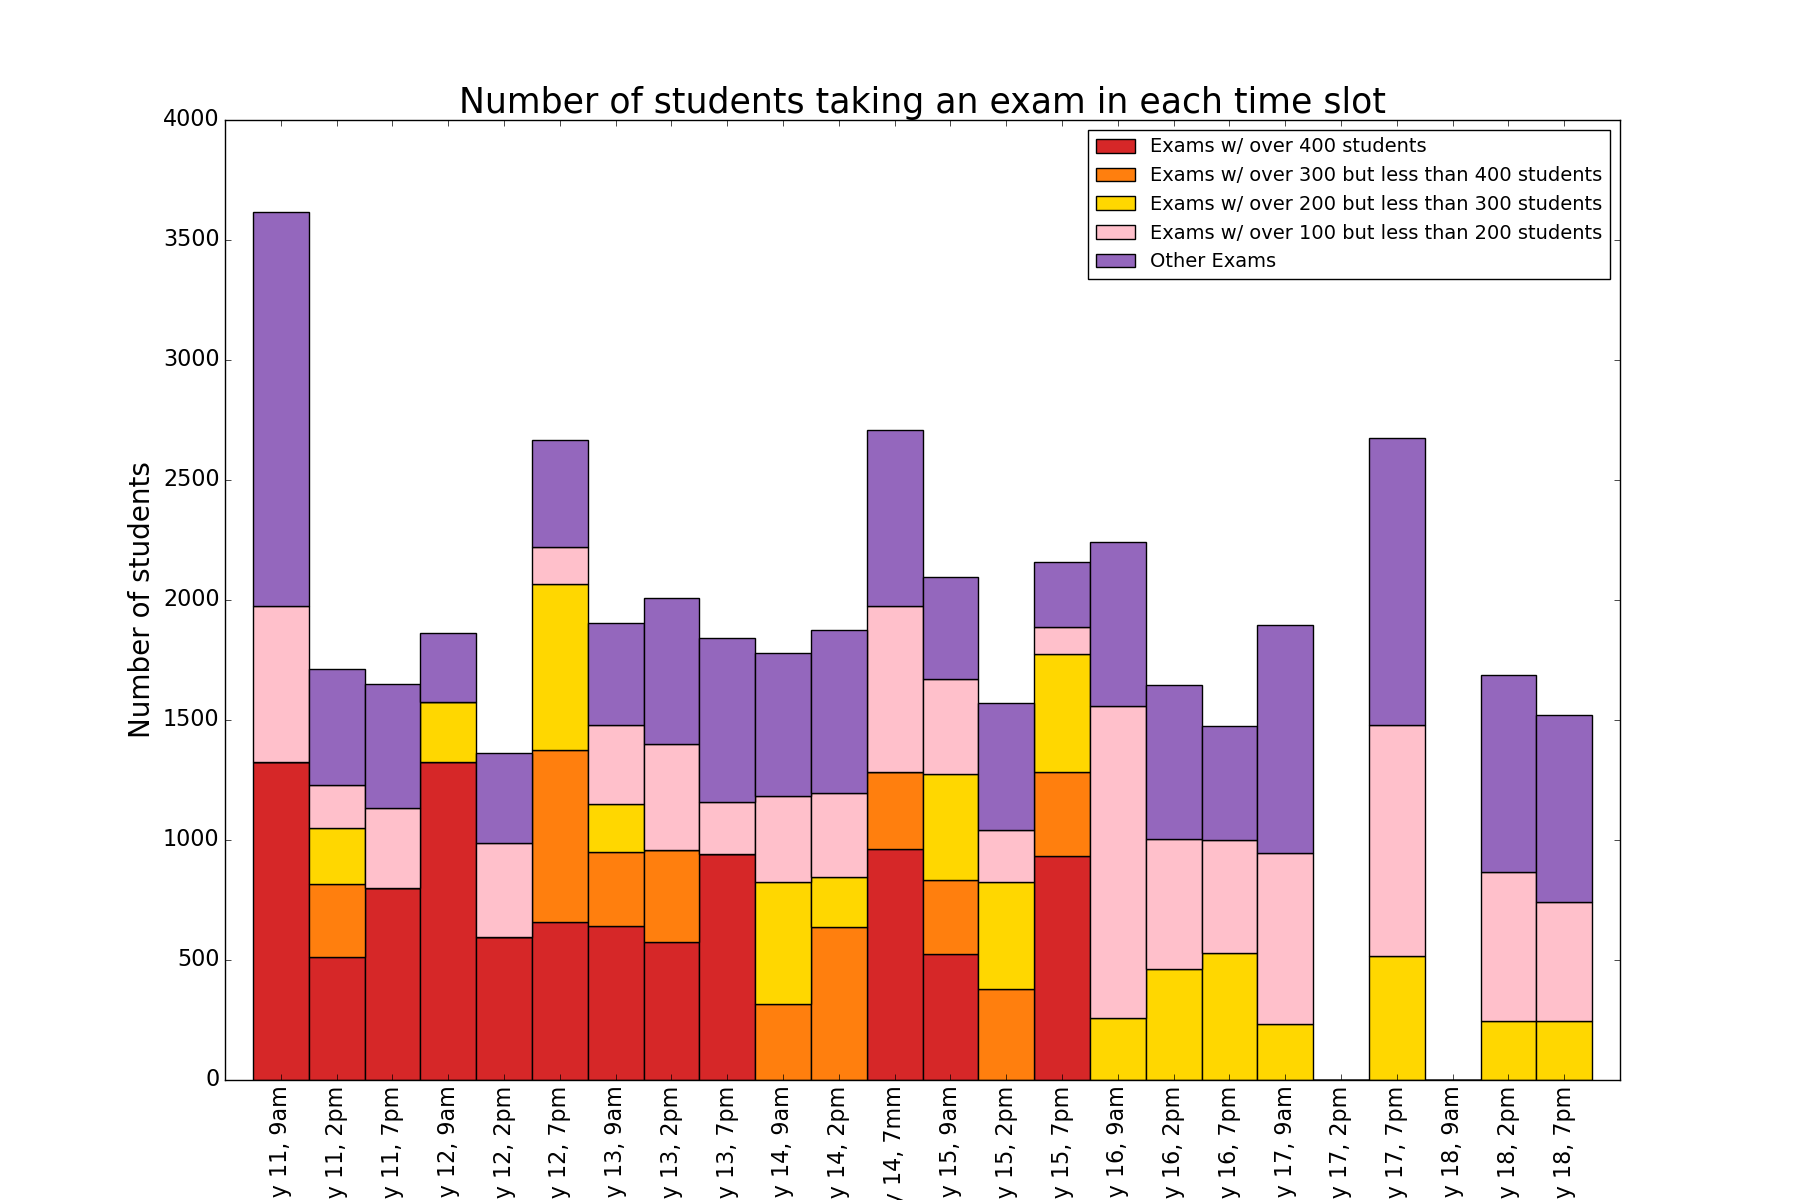 Number of students taking an exam in each time slot
Exams w/ over 400 students
Exams w/ over 300 but less than 400 students
Exams w/ over 200 but less than 300 students
Exams w/ over 100 but less than 200 students
Other Exams
Number of students
4000
3500
3000
2500
2000
1500
1000
500
0
y 11, 9am
y 11, 2pm
y 11, 7pm
y 12, 9am
y 12, 2pm
y 12, 7pm
y 13, 9am
y 13, 2pm
y 13, 7pm
y 14, 9am
y 14, 2pm
y 14, 7mm
y 15, 9am
y 15, 2pm
y 15, 7pm
y 16, 9am
y 16, 2pm
y 16, 7pm
y 17, 9am
y 17, 2pm
y 17, 7pm
y 18, 9am
y 18, 2pm
y 18, 7pm